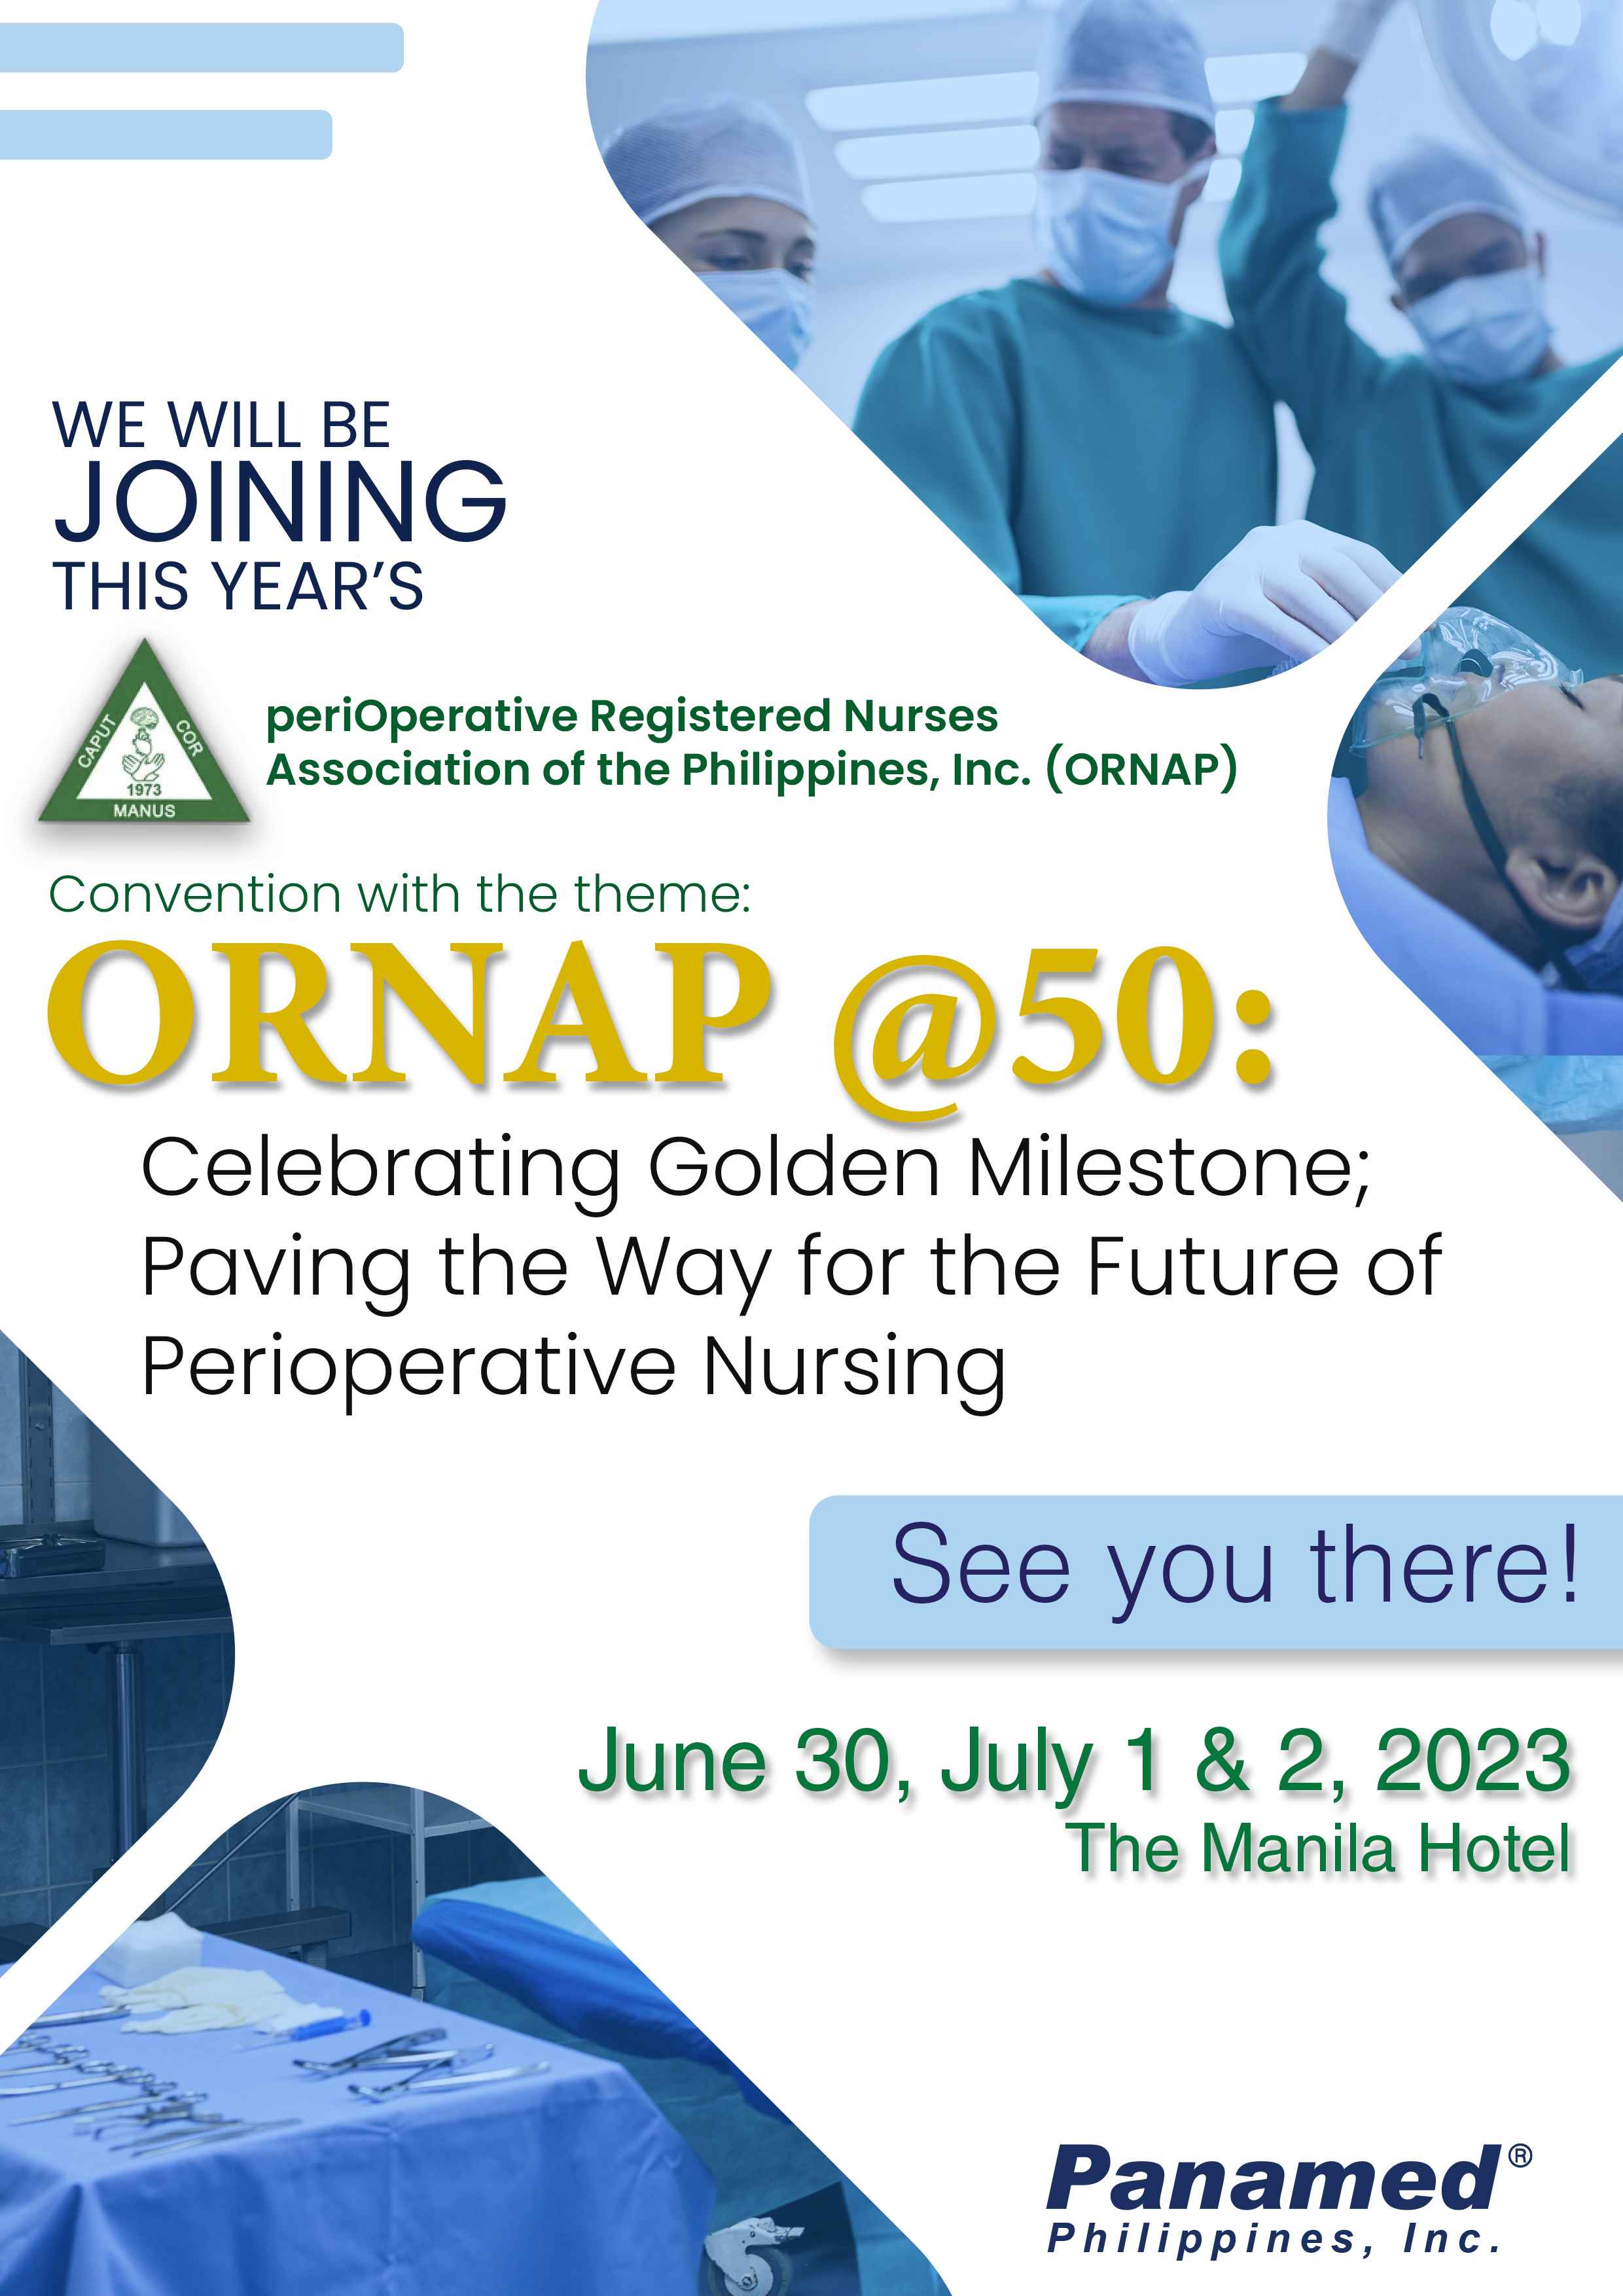 WE WILL BE
JOINING
THIS YEAR'S
CAPUT
COR
1973
MANUS
periOperative Registered Nurses
Association of the Philippines, Inc. (ORNAP)
Convention with the theme:
ORNAP @50:
Celebrating Golden Milestone;
Paving the Way for the Future of
Perioperative Nursing
See you there!
June 30, July 1 & 2, 2023
The Manila Hotel
Panamed®
Philippines, Inc.